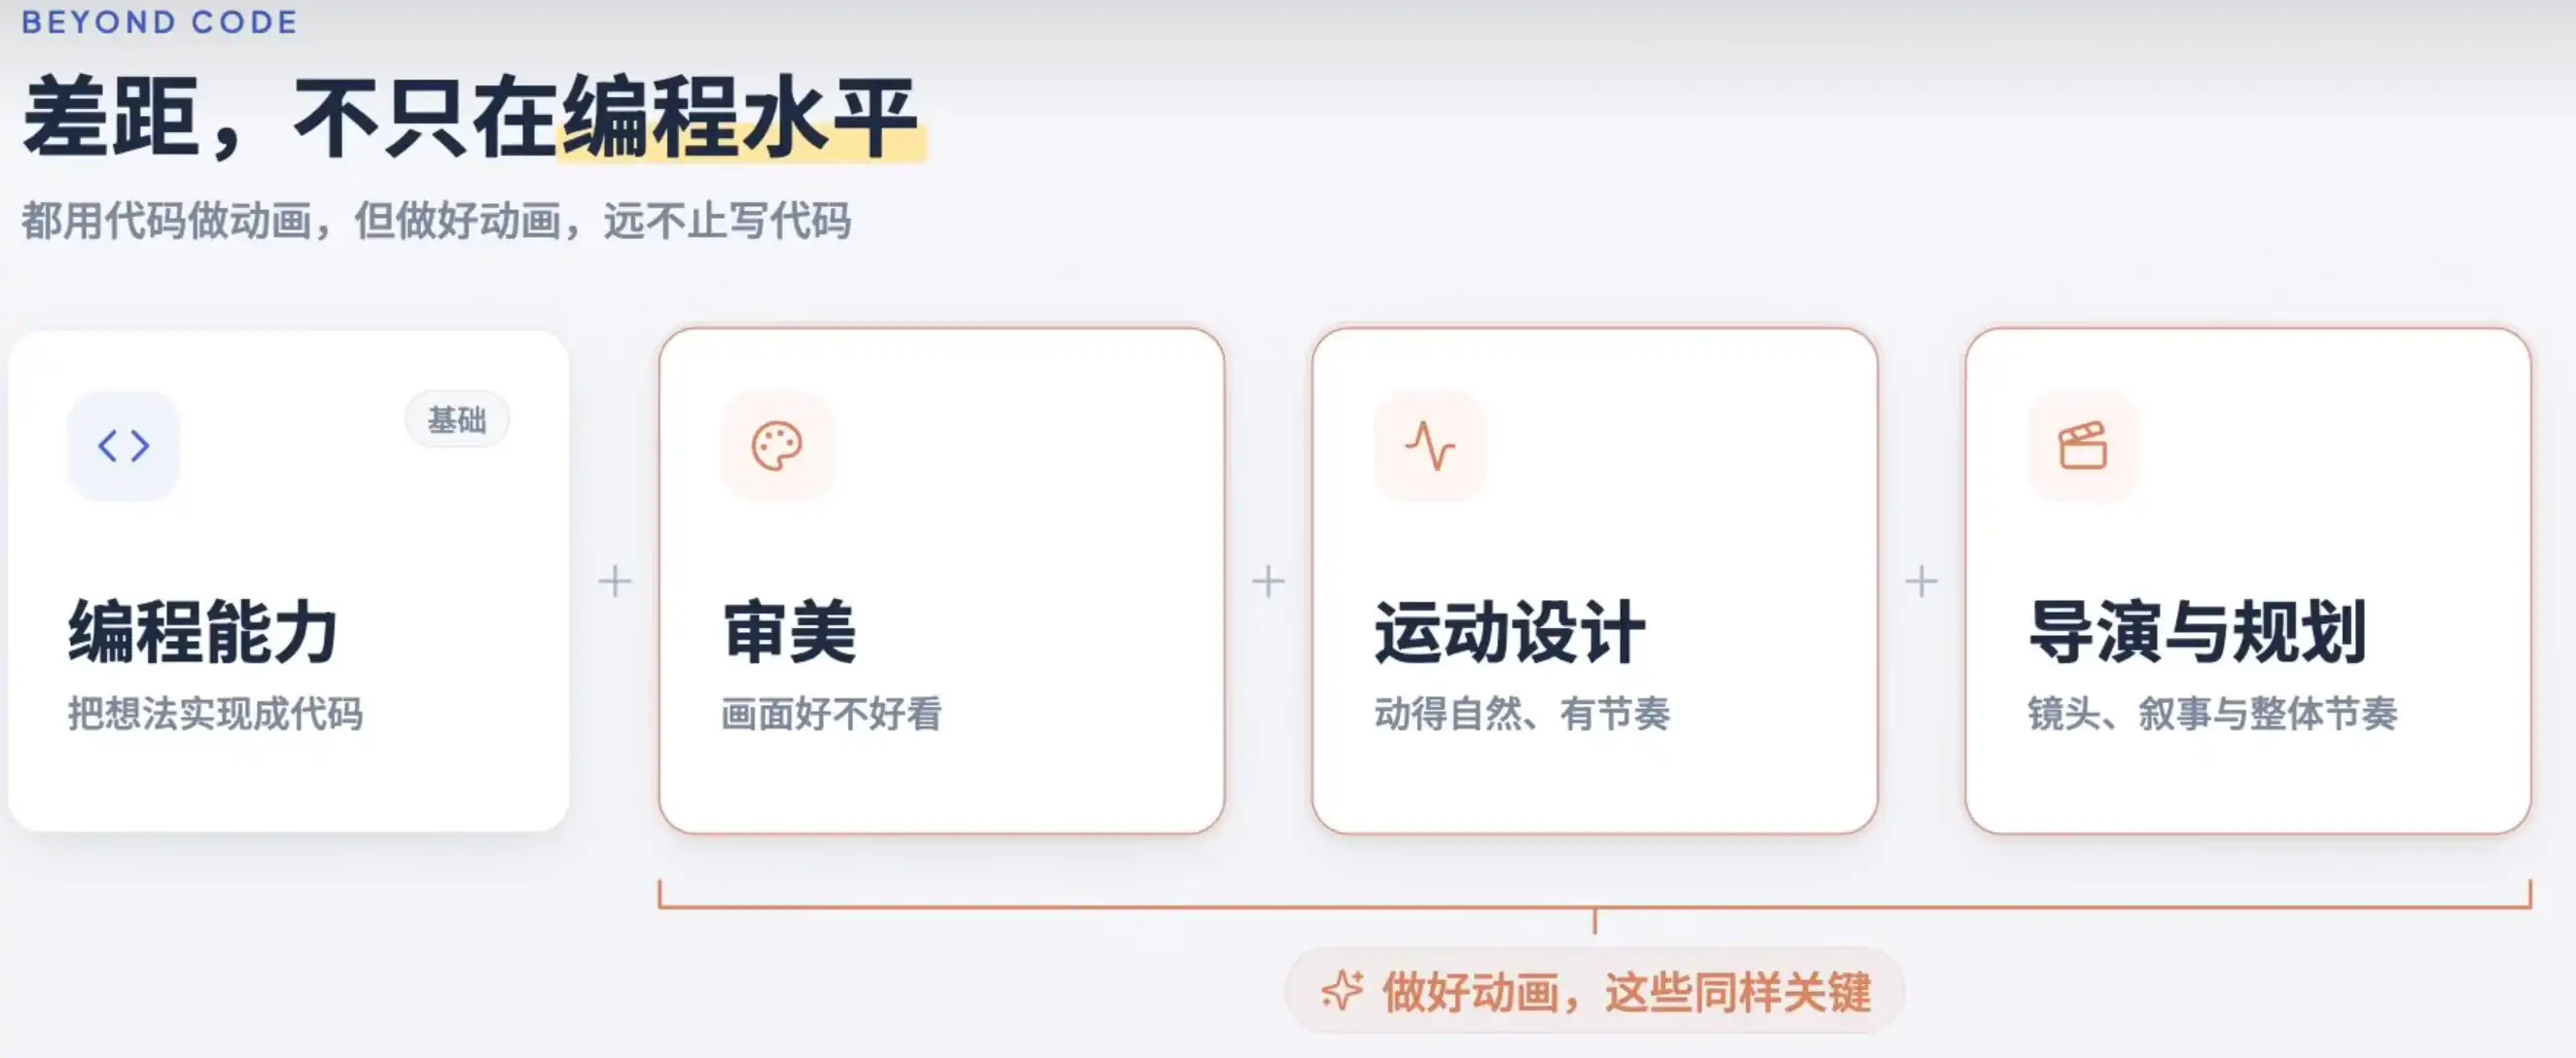 BEYOND CODE
差距，不只在编程水平
都用代码做动画，但做好动画，远不止写代码
基础
编程能力
把想法实现成代码
+
审美
画面好不好看
+
运动设计
动得自然、有节奏
+
导演与规划
镜头、叙事与整体节奏
做好动画，这些同样关键